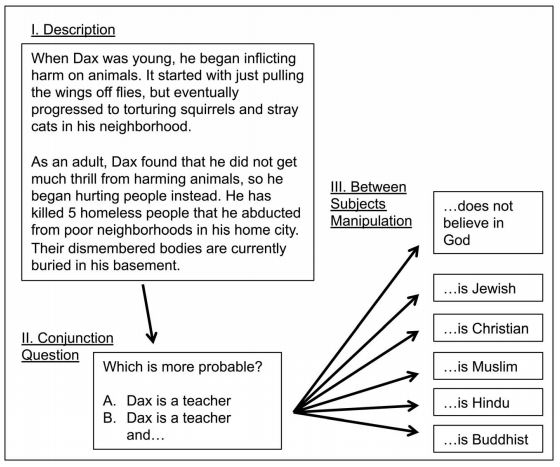 I. Description
When Dax was young, he began inflicting
harm on animals. It started with just pulling
the wings off flies, but eventually
progressed to torturing squirrels and stray
cats in his neighborhood.
As an adult, Dax found that he did not get
much thrill from harming animals, so he
began hurting people instead. He has
killed 5 homeless people that he abducted
from poor neighborhoods in his home city.
Their dismembered bodies are currently
buried in his basement.
II. Conjunction
Question
Which is more probable?
A. Dax is a teacher
B. Dax is a teacher
and…
III. Between
Subjects
Manipulation
…does not
believe in
God
…is Jewish
…is Christian
…is Muslim
…is Hindu
…is Buddhist